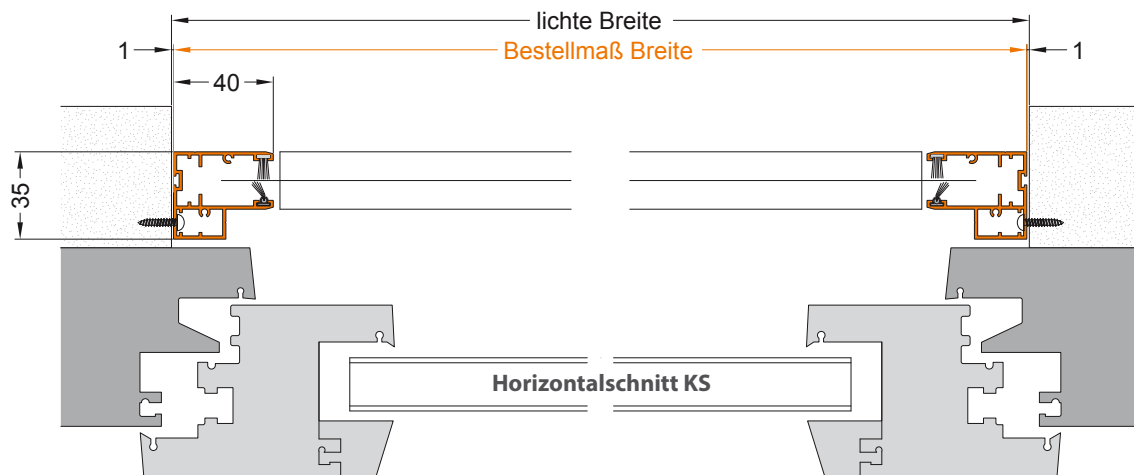 lichte Breite
1 Bestellmaß Breite 1
40
35
Horizontalschnitt KS